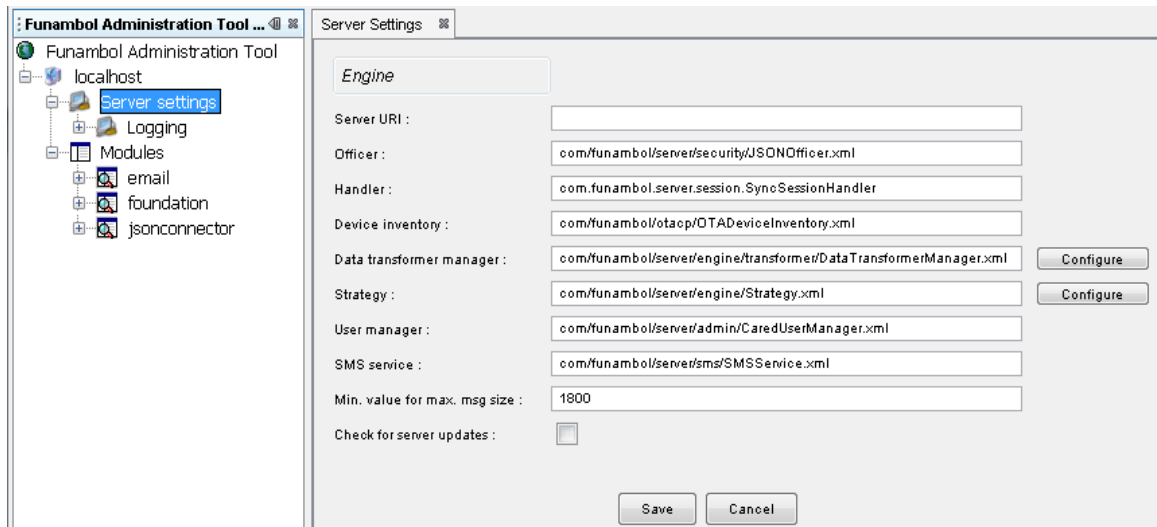 Funambol Administration Tool ...
Funambol Administration Tool
localhost
Server settings
Logging
Modules
email
foundation
jsonconnector
Server Settings
Engine
Server URI :
Officer : com/funambol/server/security/JSONOfficer.xml
Handler : com.funambol.server.session.SyncSessionHandler
Device inventory : com/funambol/otacp/OTADeviceInventory.xml
Data transformer manager : com/funambol/server/engine/transformer/DataTransformerManager.xml Configure
Strategy : com/funambol/server/engine/Strategy.xml Configure
User manager : com/funambol/server/admin/CaredUserManager.xml
SMS service : com/funambol/server/sms/SMSService.xml
Min. value for max. msg size : 1800
Check for server updates :
Save Cancel